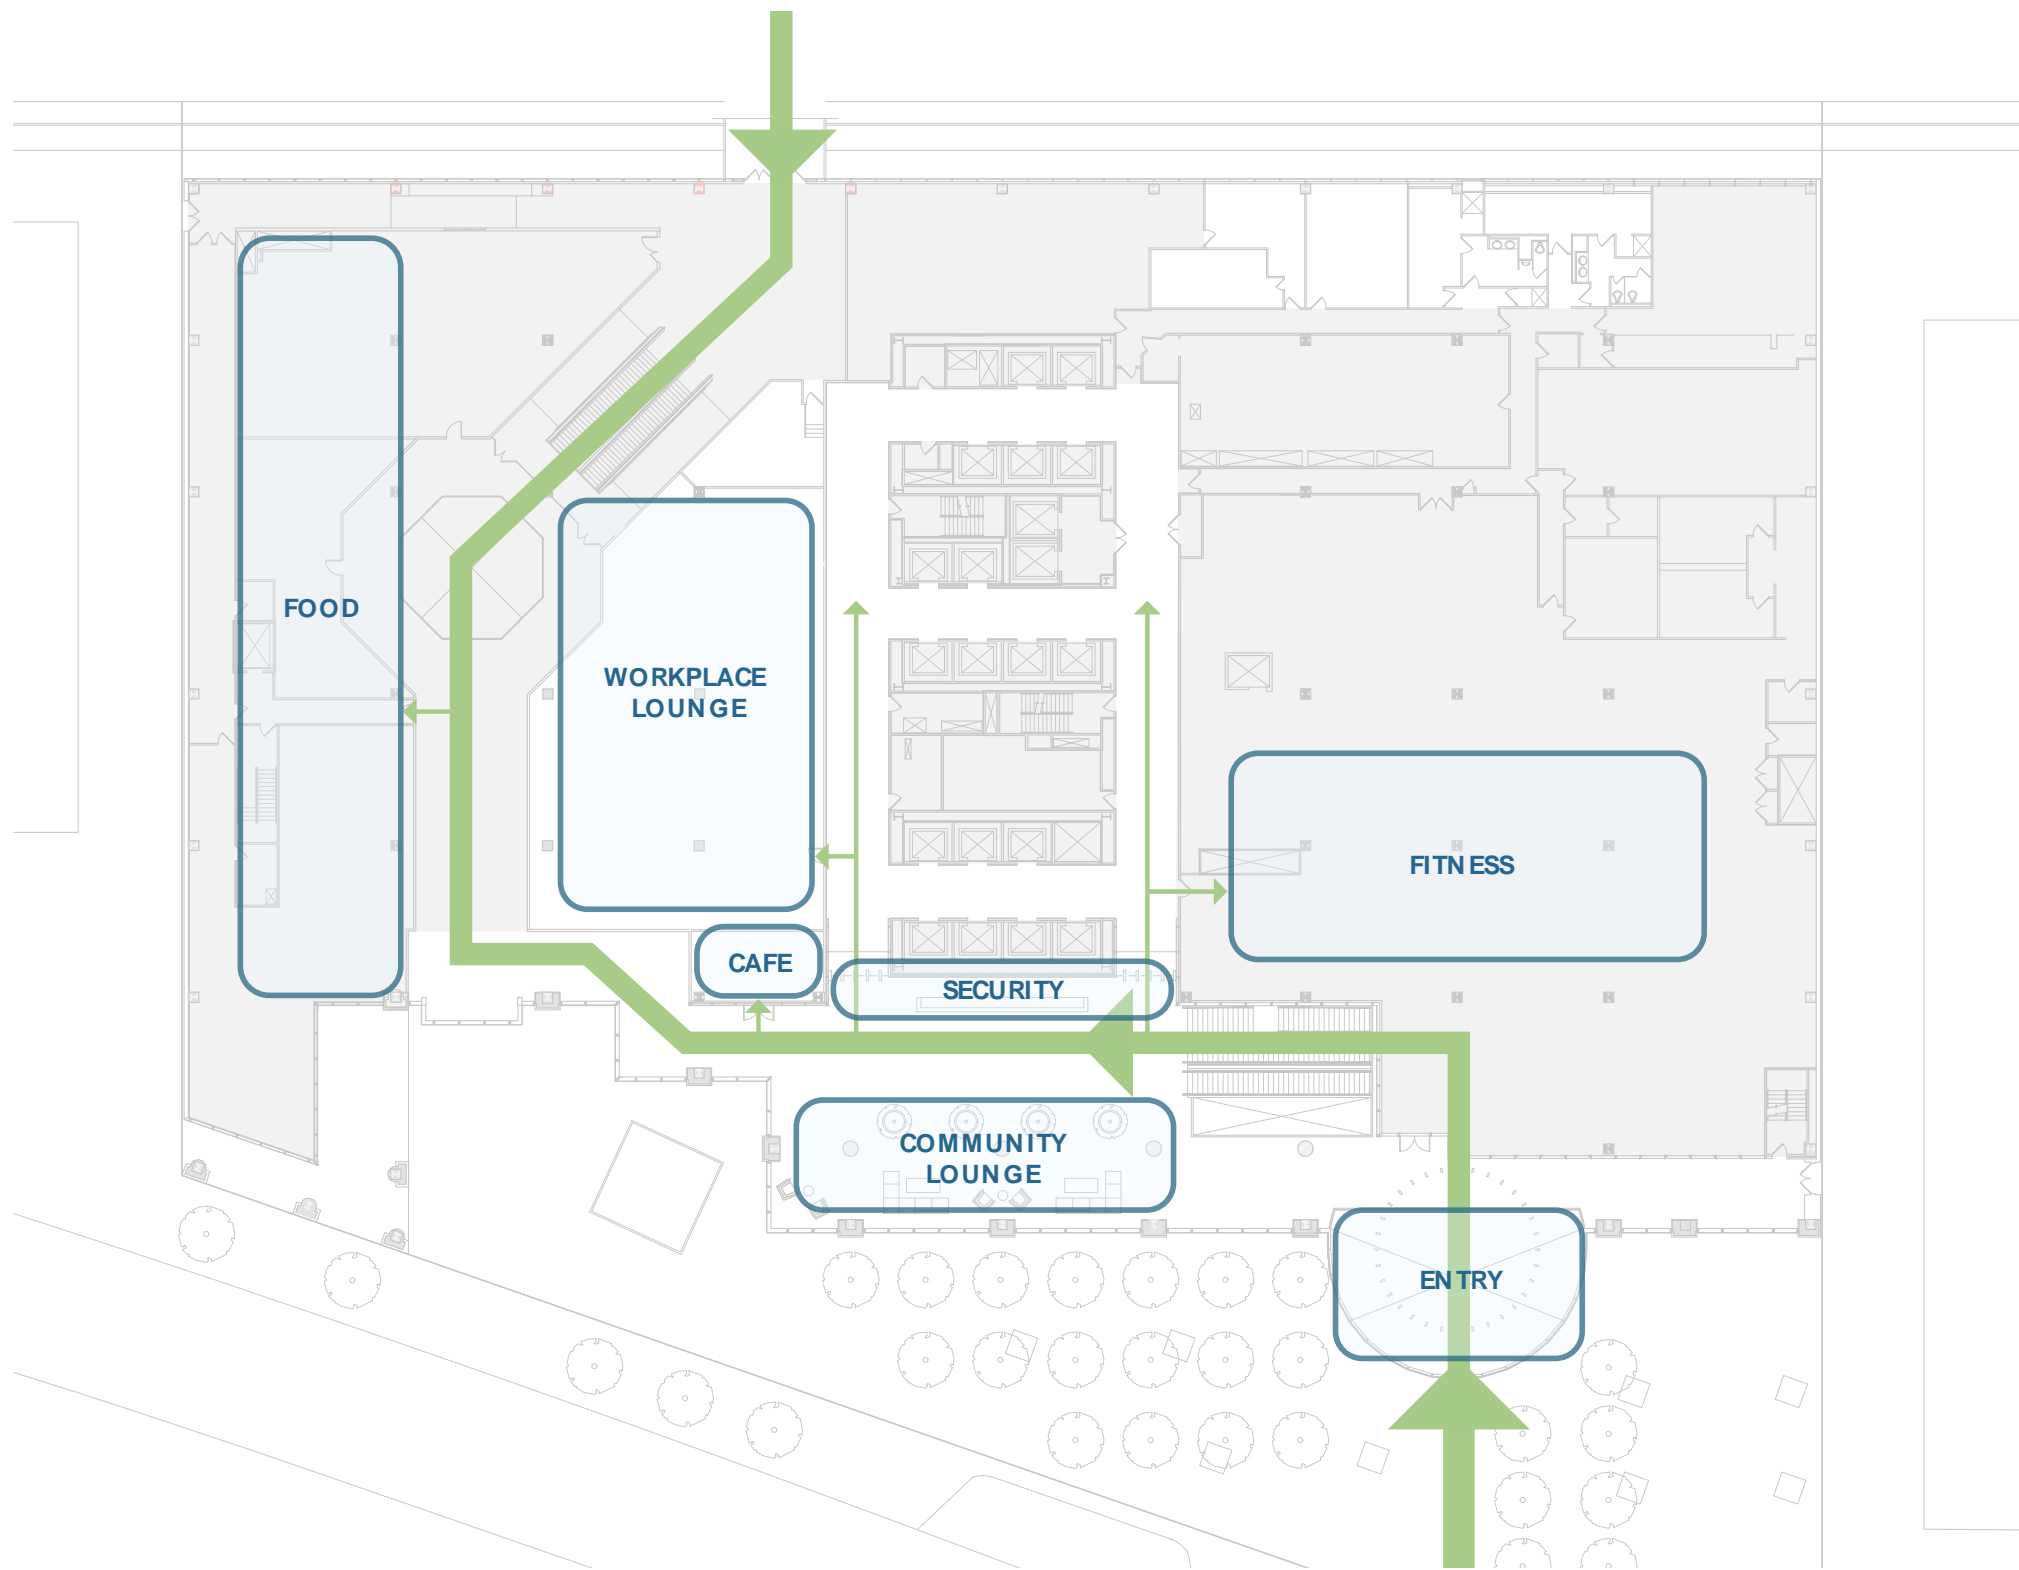 FOOD
WORKPLACE
LOUNGE
FITNESS
CAFE
SECURITY
COMMUNITY
LOUNGE
ENTRY